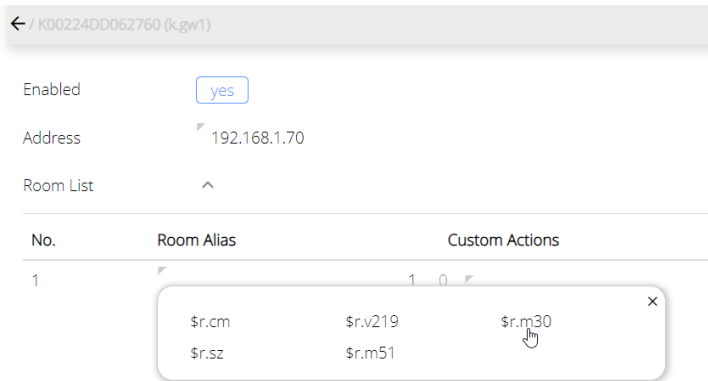 / K00224DD062760 (k.gw1)
Enabled yes
Address 192.168.1.70
Room List
No. Room Alias Custom Actions
1 1 0
$r.cm $r.v219 $r.m30
$r.sz $r.m51